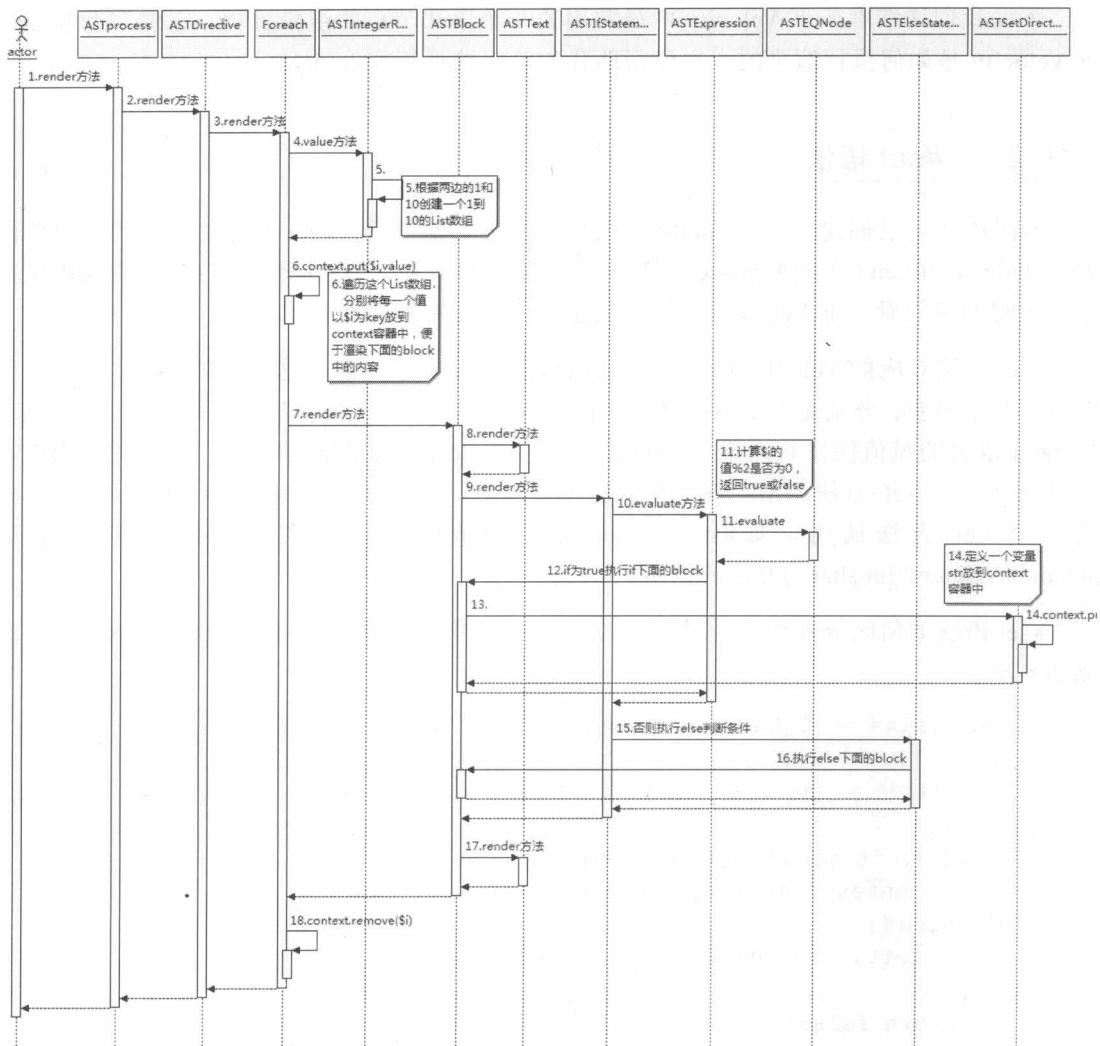 actor
ASTprocess
ASTDirective
Foreach
ASTIntegerR...
ASTBlock
ASTText
ASTIfStatem...
ASTExpression
ASTEQNode
ASTElseState...
ASTSetDirect...
1.render方法
2.render方法
3.render方法
4.value方法
5.
5.根据两边的1和
10创建一个1到
10的List数组
6.context.put($i,value)
6.遍历这个List数组,
分别将每一个值
以$i为key放到
context容器中，便
于渲染下面的block
中的内容
7.render方法
8.render方法
9.render方法
10.evaluate方法
11.计算$i的
值%2是否为0，
返回true或false
11.evaluate
12.if为true执行if下面的block
13.
14.定义一个变量
str放到context
容器中
14.context.pu
15.否则执行else判断条件
16.执行else下面的block
17.render方法
18.context.remove($i)